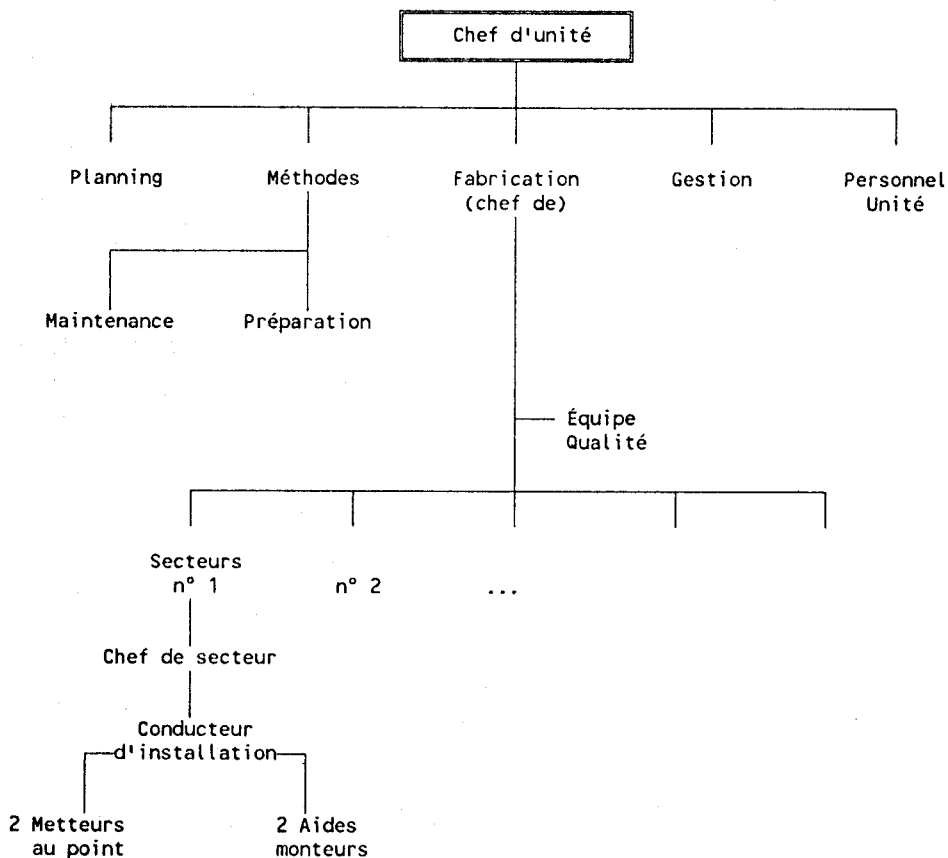 Chef d'unité
Planning
Méthodes
Fabrication
(chef de)
Gestion
Personnel
Unité
Maintenance
Préparation
Équipe
Qualité
Secteurs
n° 1
n° 2
...
Chef de secteur
Conducteur
d'installation
2 Metteurs
au point
2 Aides
monteurs